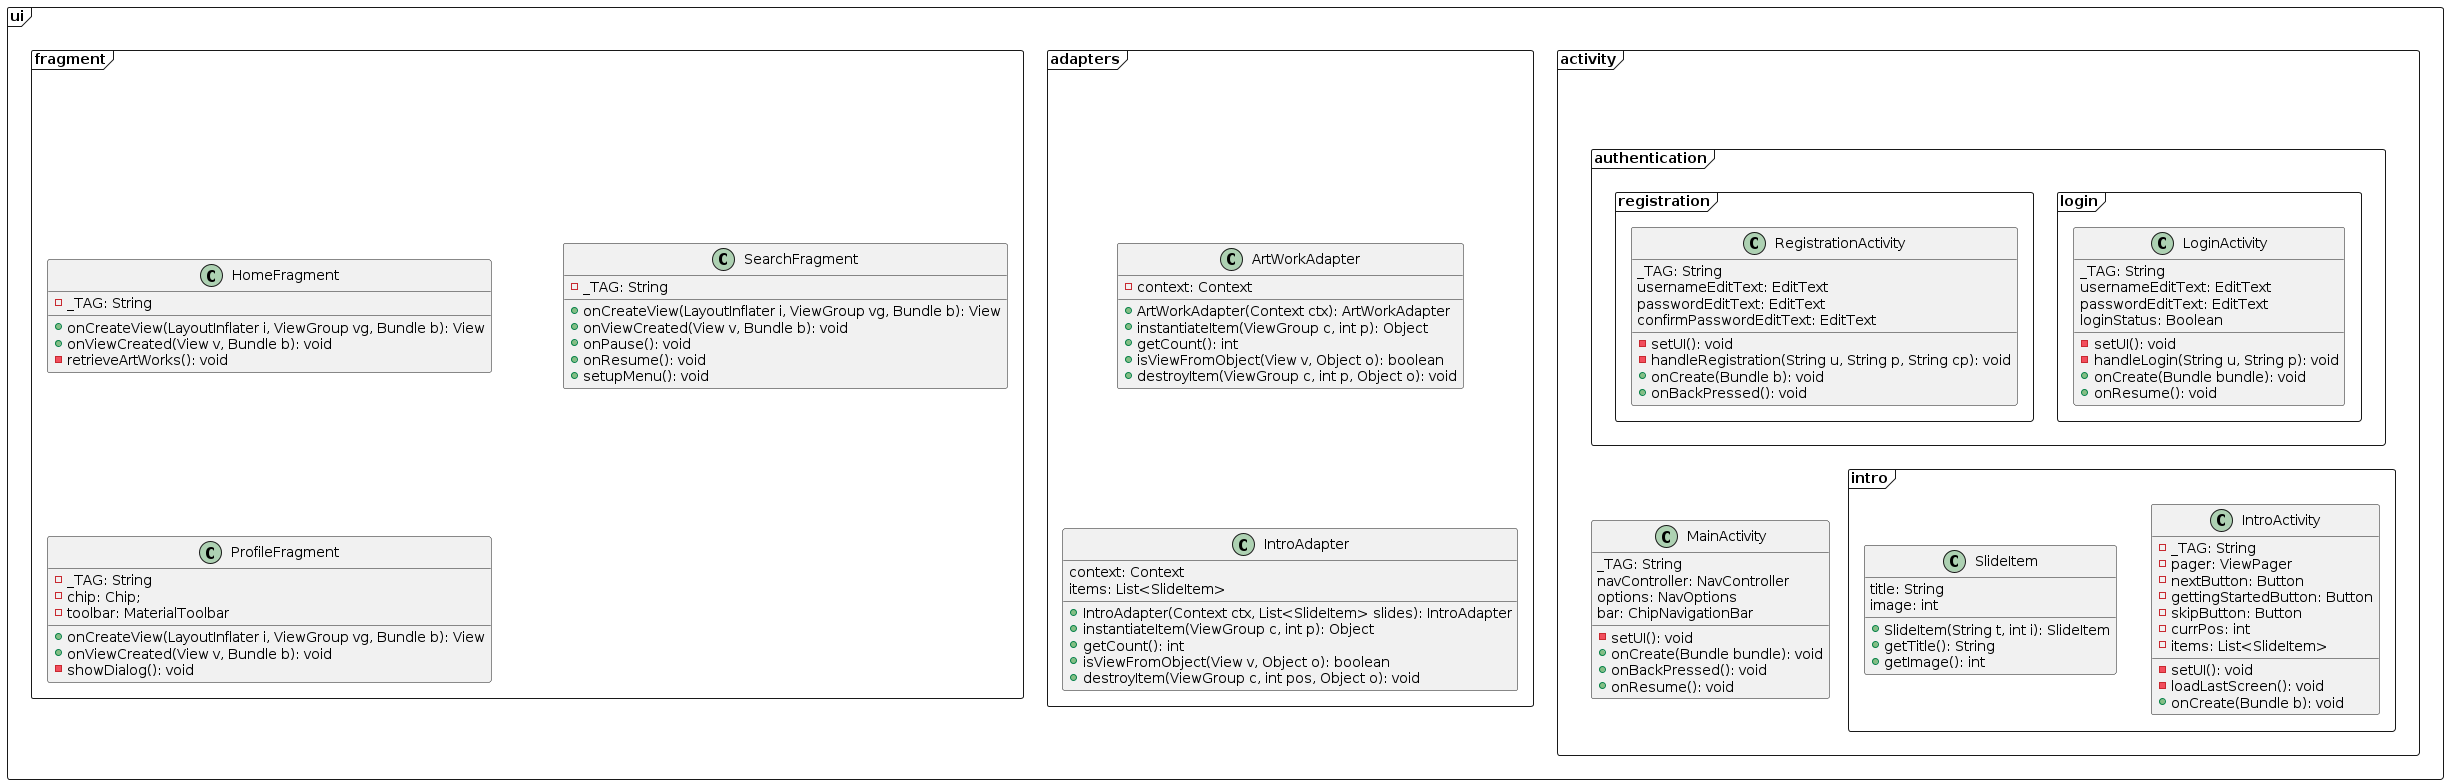 ui
fragment
HomeFragment
_TAG: String
onCreateView(LayoutInflater i, ViewGroup vg, Bundle b): View
onViewCreated(View v, Bundle b): void
retrieveArtWorks(): void
SearchFragment
_TAG: String
onCreateView(LayoutInflater i, ViewGroup vg, Bundle b): View
onViewCreated(View v, Bundle b): void
onPause(): void
onResume(): void
setupMenu(): void
ProfileFragment
_TAG: String
chip: Chip;
toolbar: MaterialToolbar
onCreateView(LayoutInflater i, ViewGroup vg, Bundle b): View
onViewCreated(View v, Bundle b): void
showDialog(): void
adapters
ArtWorkAdapter
context: Context
ArtWorkAdapter(Context ctx): ArtWorkAdapter
instantiateItem(ViewGroup c, int p): Object
getCount(): int
isViewFromObject(View v, Object o): boolean
destroyItem(ViewGroup c, int p, Object o): void
IntroAdapter
context: Context
items: List<SlideItem>
IntroAdapter(Context ctx, List<SlideItem> slides): IntroAdapter
instantiateItem(ViewGroup c, int p): Object
getCount(): int
isViewFromObject(View v, Object o): boolean
destroyItem(ViewGroup c, int pos, Object o): void
activity
authentication
registration
RegistrationActivity
_TAG: String
usernameEditText: EditText
passwordEditText: EditText
confirmPasswordEditText: EditText
setUI(): void
handleRegistration(String u, String p, String cp): void
onCreate(Bundle b): void
onBackPressed(): void
login
LoginActivity
_TAG: String
usernameEditText: EditText
passwordEditText: EditText
loginStatus: Boolean
setUI(): void
handleLogin(String u, String p): void
onCreate(Bundle bundle): void
onResume(): void
MainActivity
_TAG: String
navController: NavController
options: NavOptions
bar: ChipNavigationBar
setUI(): void
onCreate(Bundle bundle): void
onBackPressed(): void
onResume(): void
intro
SlideItem
title: String
image: int
SlideItem(String t, int i): SlideItem
getTitle(): String
getImage(): int
IntroActivity
_TAG: String
pager: ViewPager
nextButton: Button
gettingStartedButton: Button
skipButton: Button
currPos: int
items: List<SlideItem>
setUI(): void
loadLastScreen(): void
onCreate(Bundle b): void